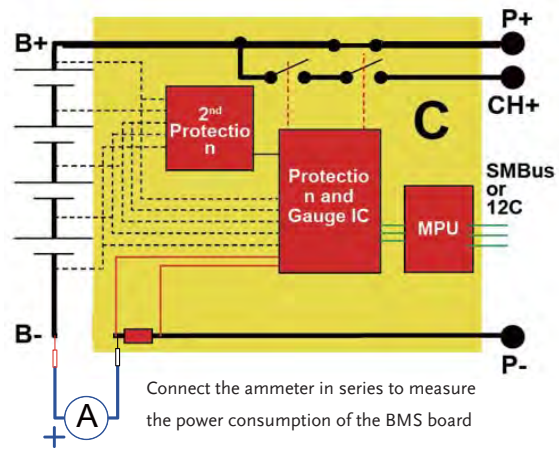 P+
B+
CH+
C
2nd
Protectio
n
SMBus
or
12C
Protectio
n and
Gauge IC
MPU
B-
P-
Connect the ammeter in series to measure
the power consumption of the BMS board
A
+